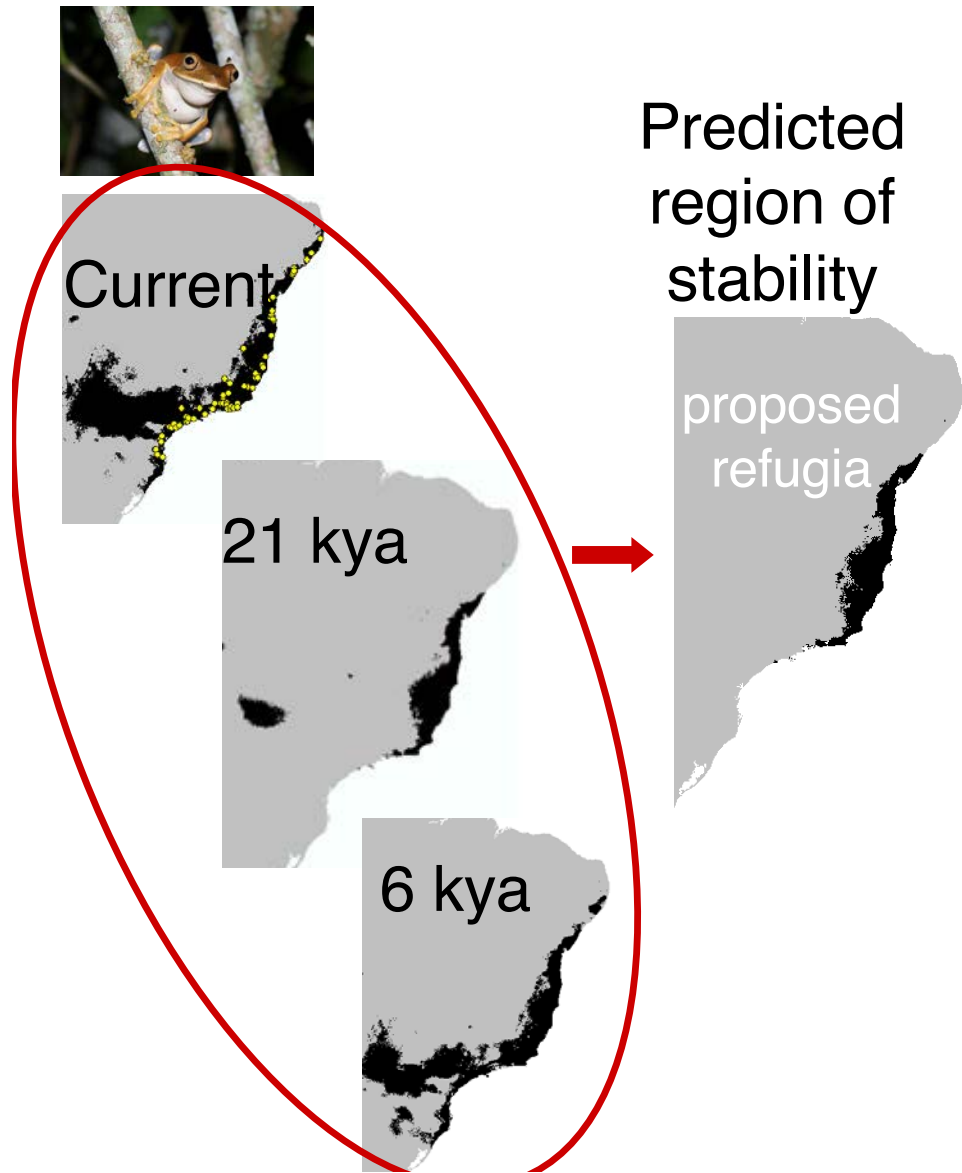 Current
21 kya
6 kya
Predicted
region of
stability
proposed
refugia